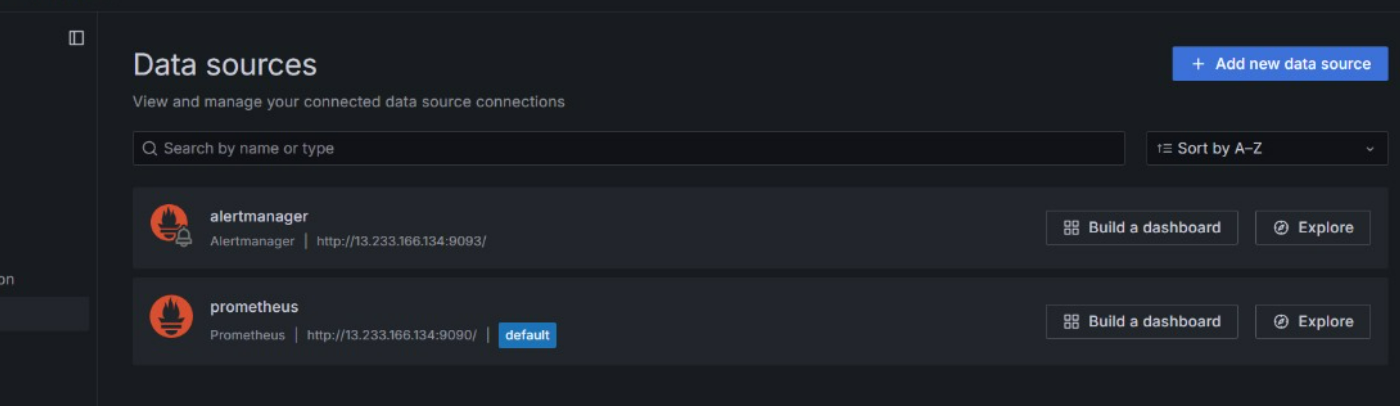 Data sources
+ Add new data source
View and manage your connected data source connections
Search by name or type
Sort by A–Z
alertmanager
Alertmanager | http://13.233.166.134:9093/
Build a dashboard
Explore
on
prometheus
Prometheus | http://13.233.166.134:9090/ | default
Build a dashboard
Explore